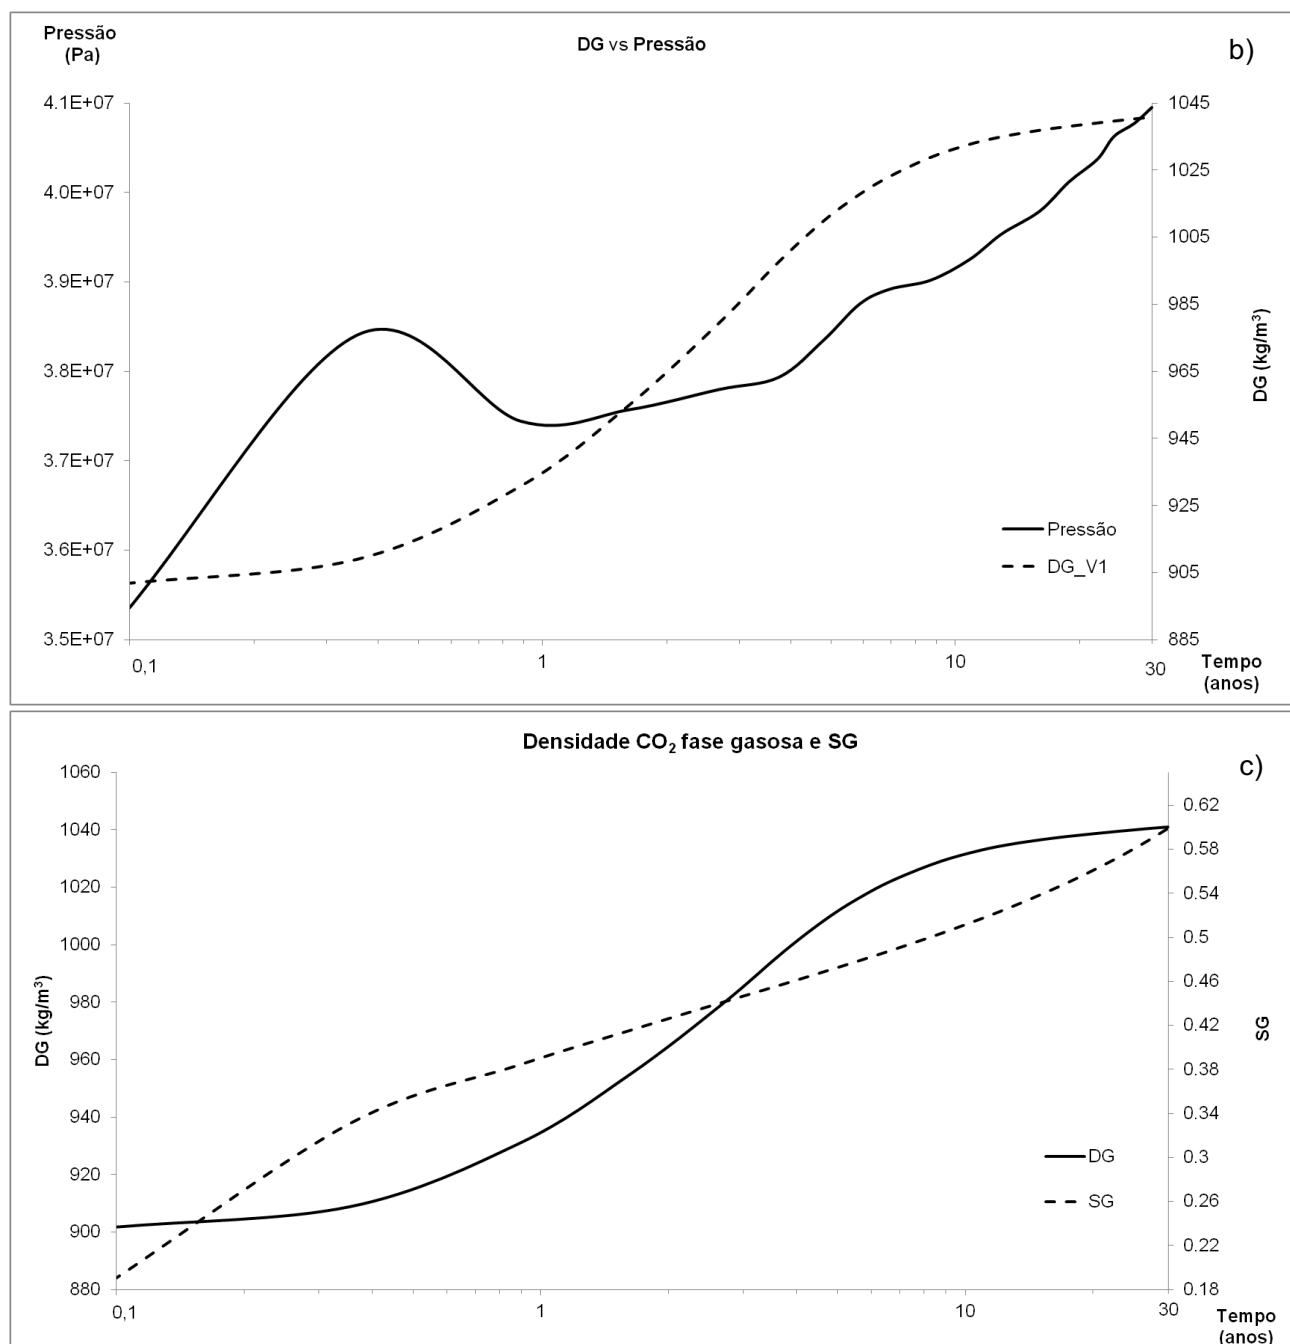 Pressão
(Pa)
DG vs Pressão
b)
4.1E+07
4.0E+07
3.9E+07
3.8E+07
3.7E+07
3.6E+07
3.5E+07
1045
1025
1005
985
965
945
925
905
885
DG (kg/m³)
Pressão
DG_V1
0,1
1
10
30
Tempo
(anos)
Densidade CO₂ fase gasosa e SG
c)
1060
1040
1020
1000
980
960
940
920
900
880
DG (kg/m³)
0.62
0.58
0.54
0.5
0.46
0.42
0.38
0.34
0.3
0.26
0.22
0.18
SG
DG
SG
0,1
1
10
30
Tempo
(anos)